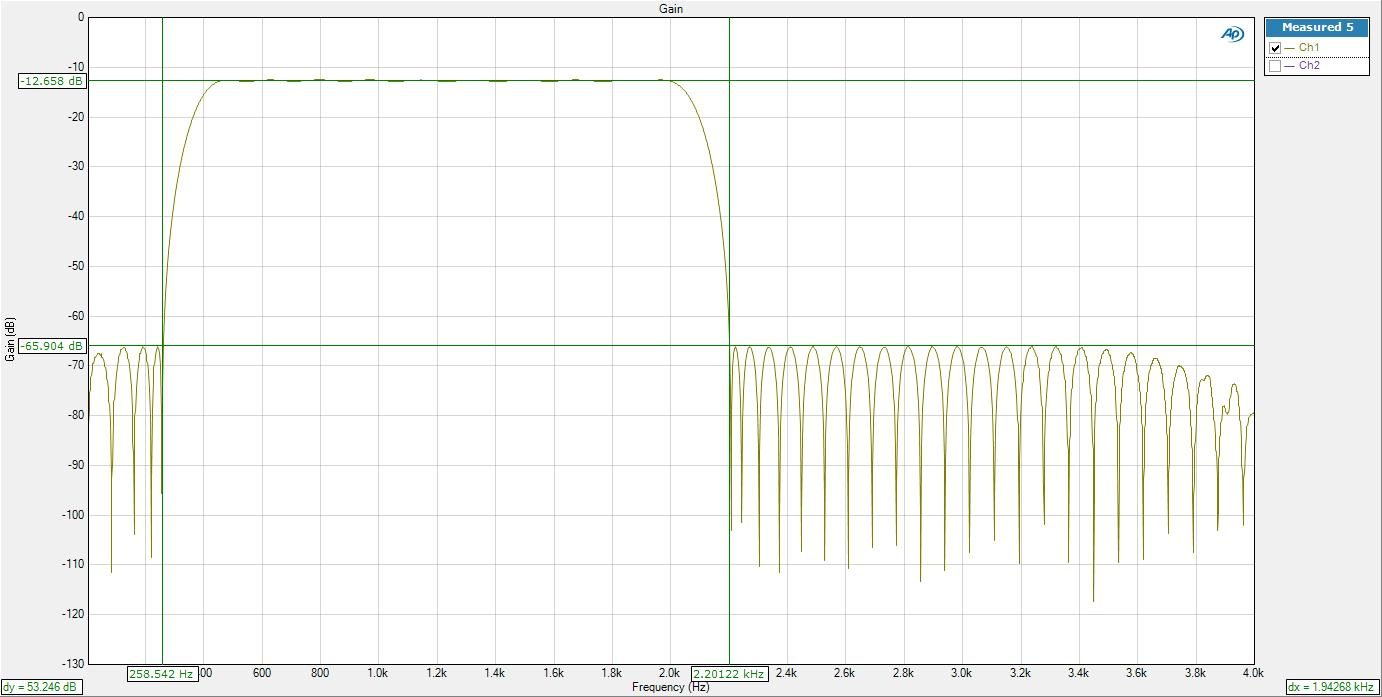 Gain
AP
Measured 5
Ch1
Ch2
0
-10
-12.658 dB
-20
-30
-40
-50
-60
-65.904 dB
-70
-80
-90
-100
-110
-120
-130
Gain (dB)
258.542 Hz 400 600 800 1.0k 1.2k 1.4k 1.6k 1.8k 2.0k 2.20122 kHz 2.4k 2.6k 2.8k 3.0k 3.2k 3.4k 3.6k 3.8k 4.0k
dy = 53.246 dB Frequency (Hz) dx = 1.94268 kHz